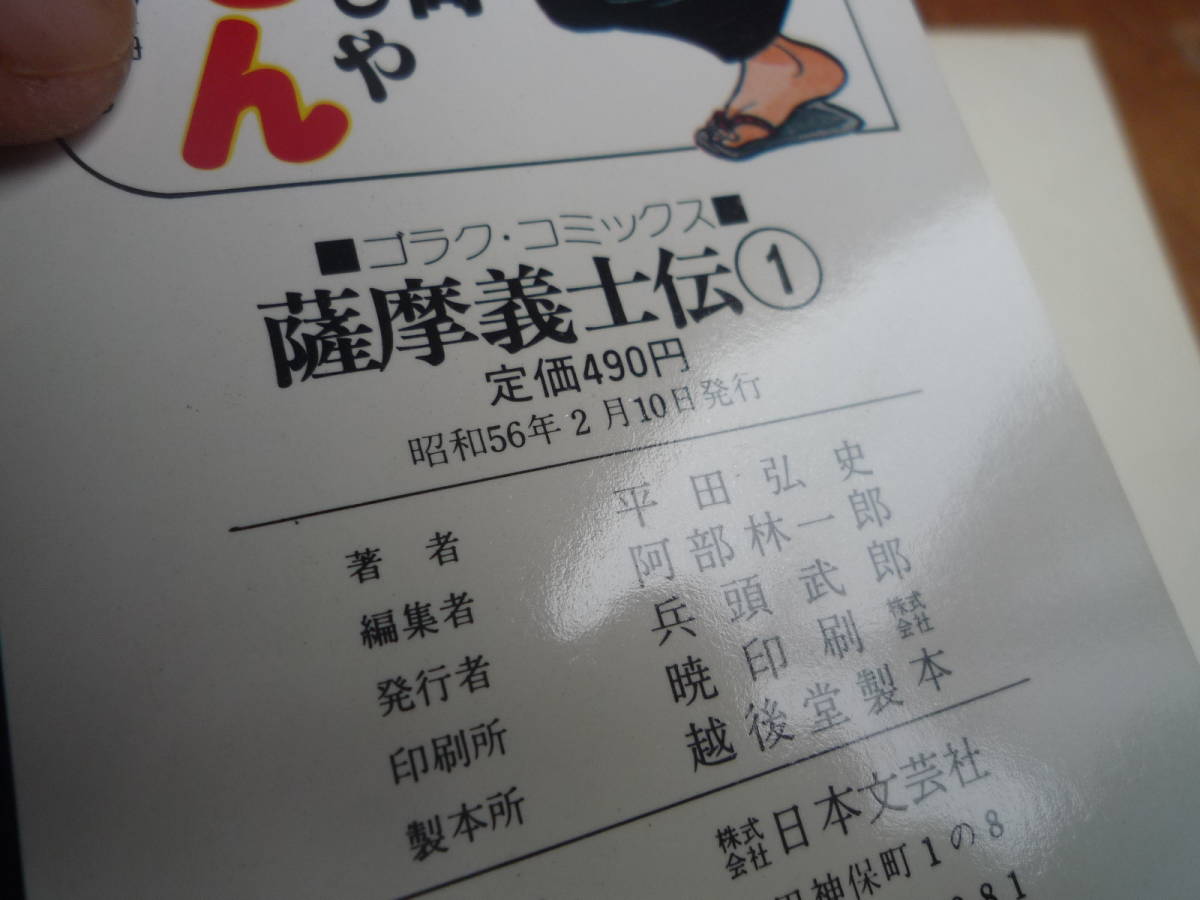 や
ん
■ゴラク・コミックス■
薩摩義士伝①
定価490円
昭和56年2月10日発行
著者 平田弘史
編集者 阿部林一郎
発行者 兵頭武郎
印刷所 暁印刷株式会社
製本所 越後堂製本
株式会社日本文芸社
神保町1の8
81